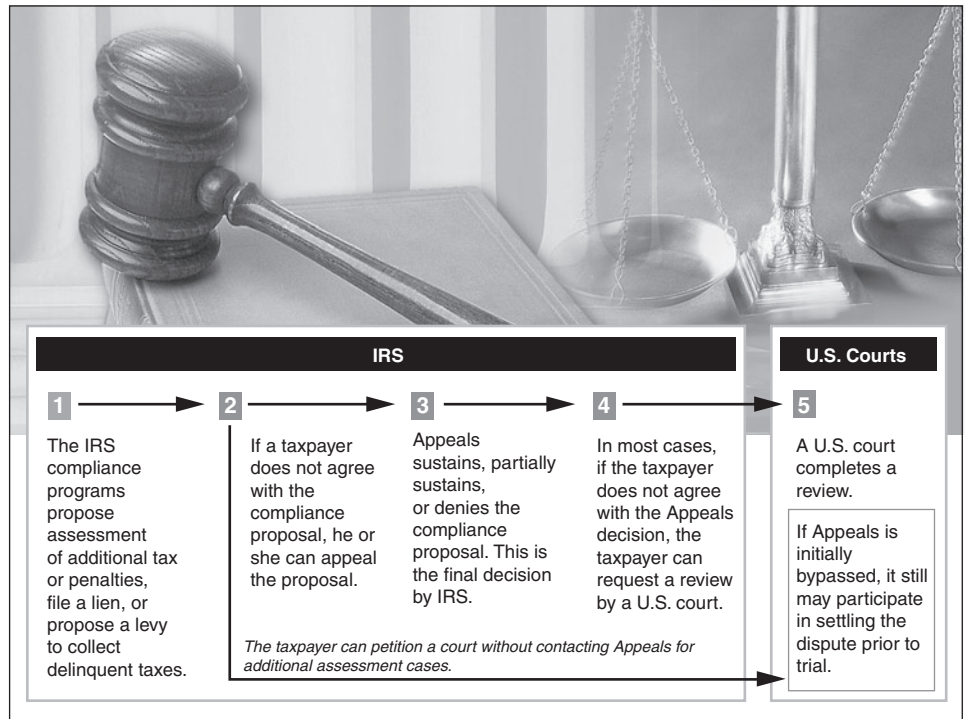 IRS
U.S. Courts
1
The IRS
compliance
programs
propose
assessment
of additional tax
or penalties,
file a lien, or
propose a levy
to collect
delinquent taxes.
2
If a taxpayer
does not agree
with the
compliance
proposal, he or
she can appeal
the proposal.
3
Appeals
sustains, partially
sustains,
or denies the
compliance
proposal. This is
the final decision
by IRS.
4
In most cases,
if the taxpayer
does not agree
with the Appeals
decision, the
taxpayer can
request a review
by a U.S. court.
The taxpayer can petition a court without contacting Appeals for
additional assessment cases.
5
A U.S. court
completes a
review.
If Appeals is
initially
bypassed, it still
may participate
in settling the
dispute prior to
trial.